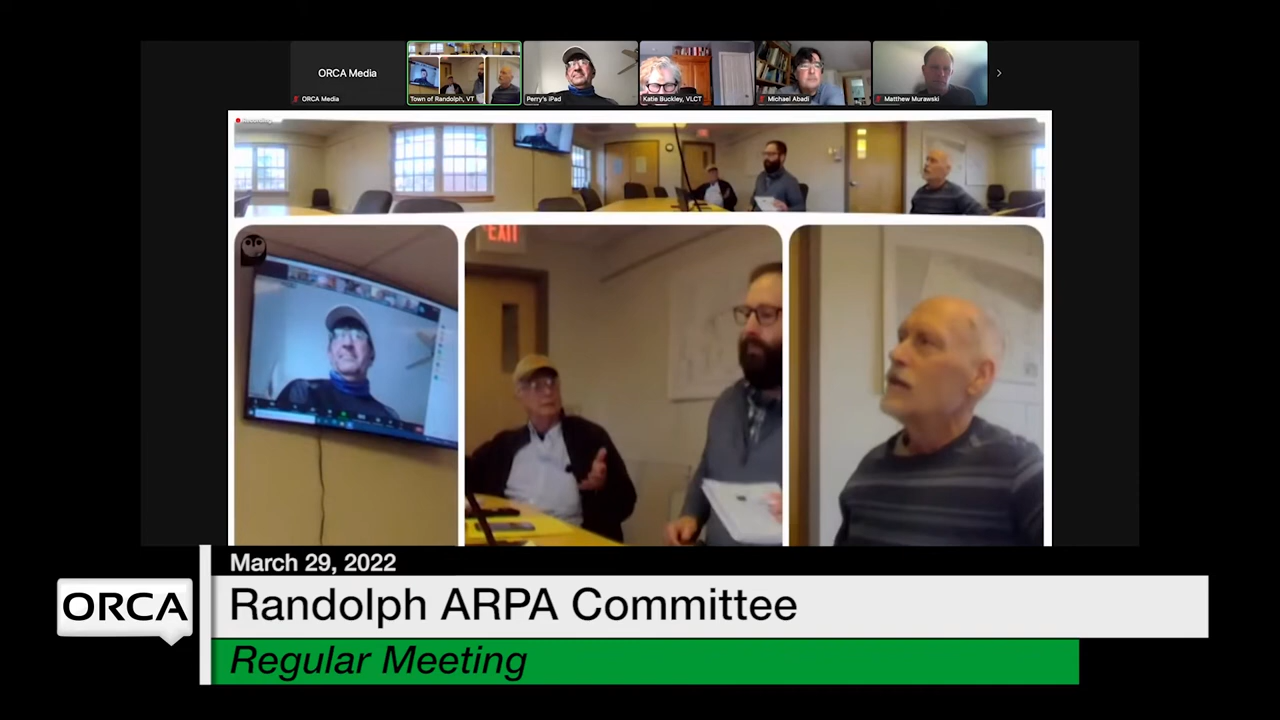 ORCA Media
ORCA Media
Town of Randolph, VT
Perry's iPad
Katie Buckley, VLCT
Michael Abadi
Matthew Murawski
Recording...
EXIT
March 29, 2022
ORCA
Randolph ARPA Committee
Regular Meeting